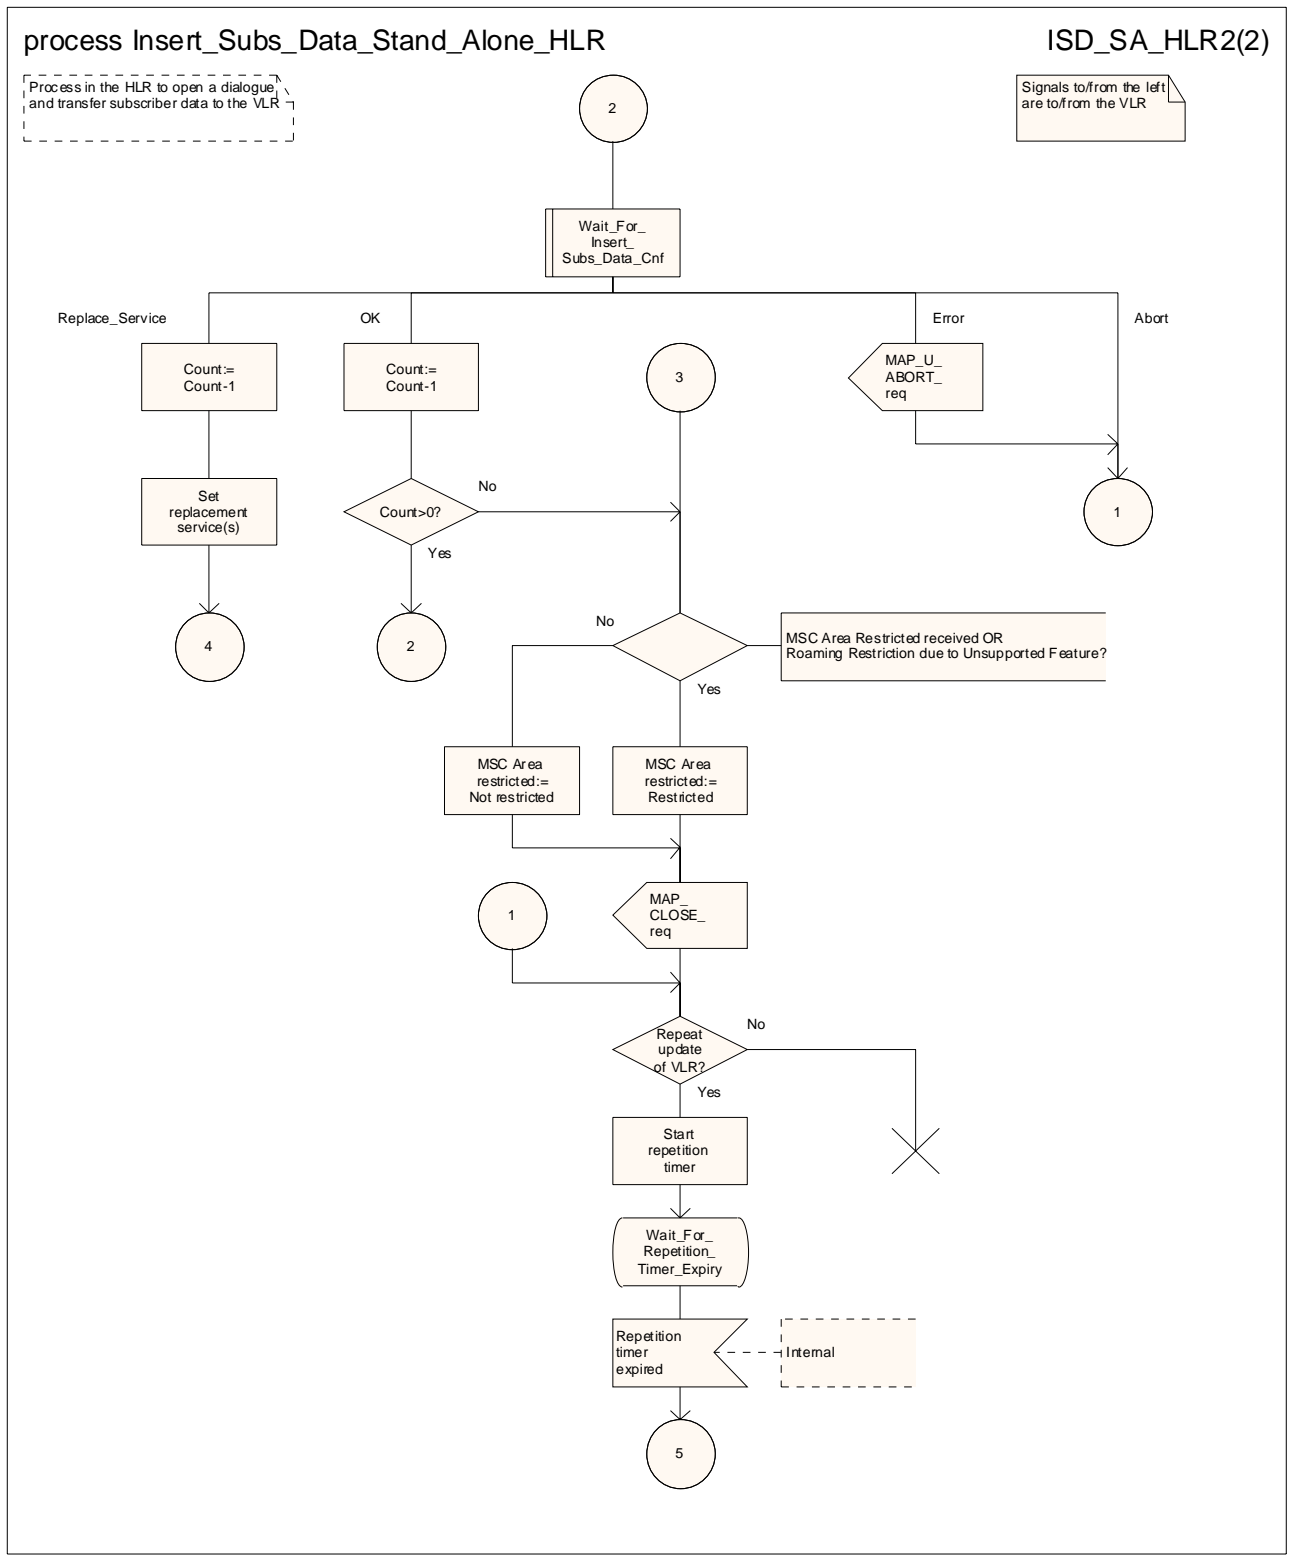 process Insert_Subs_Data_Stand_Alone_HLR
ISD_SA_HLR2(2)
Process in the HLR to open a dialogue
and transfer subscriber data to the VLR
2
Signals to/from the left
are to/from the VLR
Wait_For_
Insert_
Subs_Data_Cnf
Replace_Service
OK
Error
Abort
Count:=
Count-1
Count:=
Count-1
3
MAP_U_
ABORT_
req
Set
replacement
service(s)
Count>0?
No
Yes
1
4
2
No
MSC Area Restricted received OR
Roaming Restriction due to Unsupported Feature?
Yes
MSC Area
restricted:=
Not restricted
MSC Area
restricted:=
Restricted
1
MAP_
CLOSE_
req
Repeat
update
of VLR?
No
Yes
Start
repetition
timer
Wait_For_
Repetition_
Timer_Expiry
Repetition
timer
expired
Internal
5